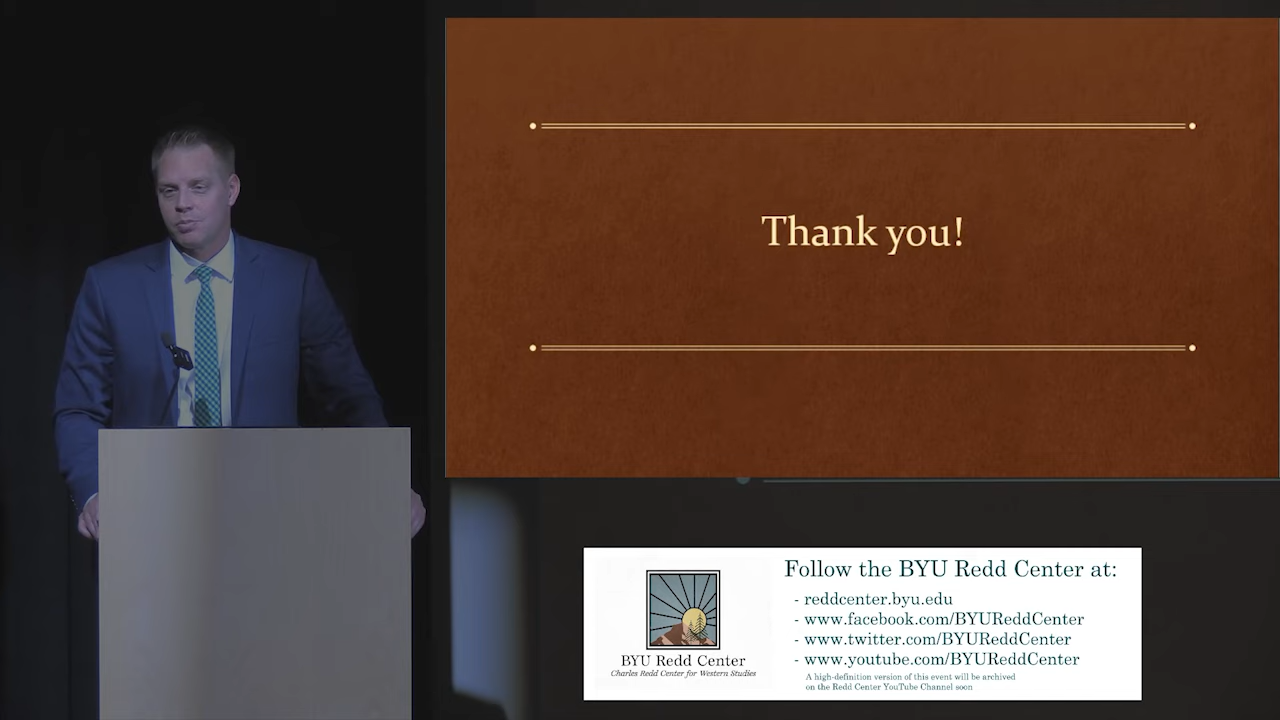 Thank you!
BYU Redd Center
Charles Redd Center for Western Studies
Follow the BYU Redd Center at:
- reddcenter.byu.edu
- www.facebook.com/BYUReddCenter
- www.twitter.com/BYUReddCenter
- www.youtube.com/BYUReddCenter
A high-definition version of this event will be archived
on the Redd Center YouTube Channel soon